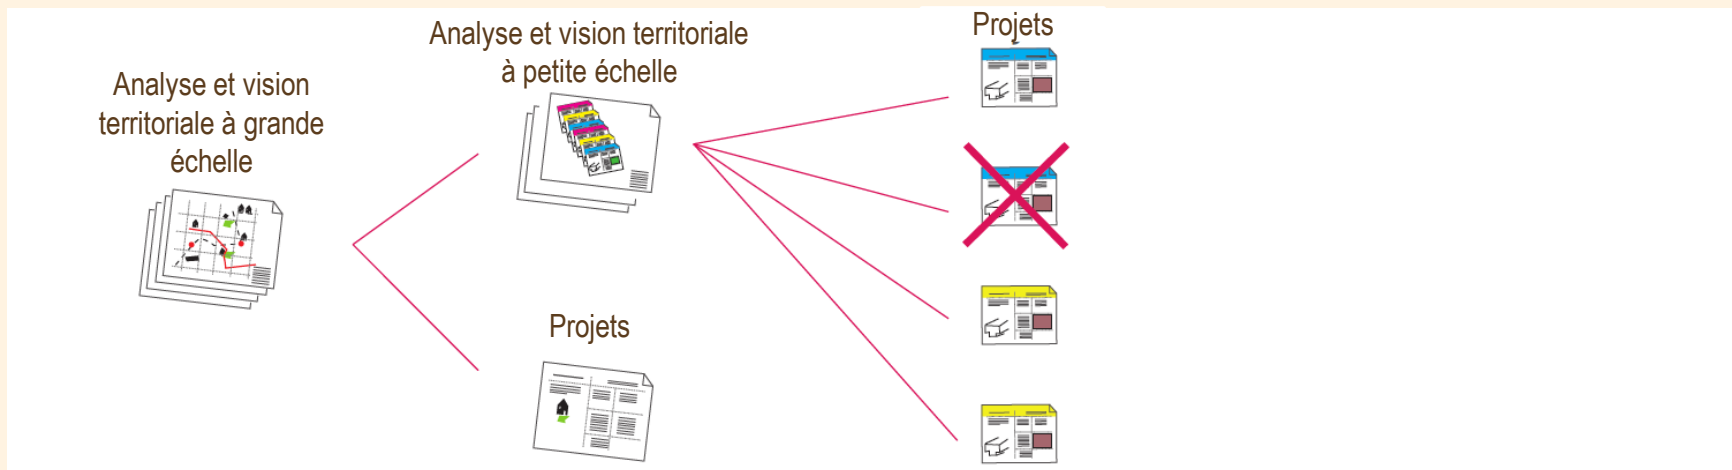 Analyse et vision
territoriale à grande
échelle
Analyse et vision territoriale
à petite échelle
Projets
Projets